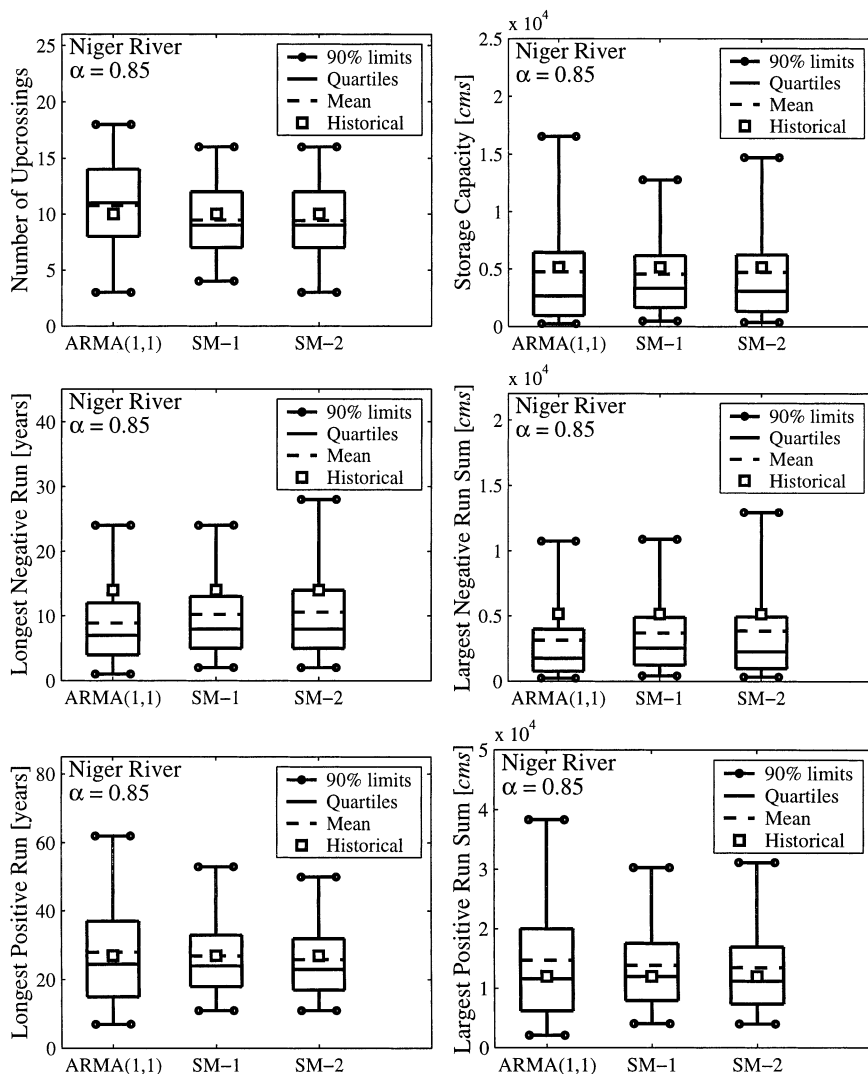 Niger River
α = 0.85
90% limits
Quartiles
Mean
Historical
Number of Upcrossings
25
20
15
10
5
0
ARMA(1,1)
SM-1
SM-2
x 10^4
Niger River
α = 0.85
90% limits
Quartiles
Mean
Historical
Storage Capacity [cms]
2.5
2
1.5
1
0.5
0
ARMA(1,1)
SM-1
SM-2
Niger River
α = 0.85
90% limits
Quartiles
Mean
Historical
Longest Negative Run [years]
40
30
20
10
0
ARMA(1,1)
SM-1
SM-2
x 10^4
Niger River
α = 0.85
90% limits
Quartiles
Mean
Historical
Largest Negative Run Sum [cms]
2
1.5
1
0.5
0
ARMA(1,1)
SM-1
SM-2
Niger River
α = 0.85
90% limits
Quartiles
Mean
Historical
Longest Positive Run [years]
80
60
40
20
0
ARMA(1,1)
SM-1
SM-2
x 10^4
Niger River
α = 0.85
90% limits
Quartiles
Mean
Historical
Largest Positive Run Sum [cms]
5
4
3
2
1
0
ARMA(1,1)
SM-1
SM-2